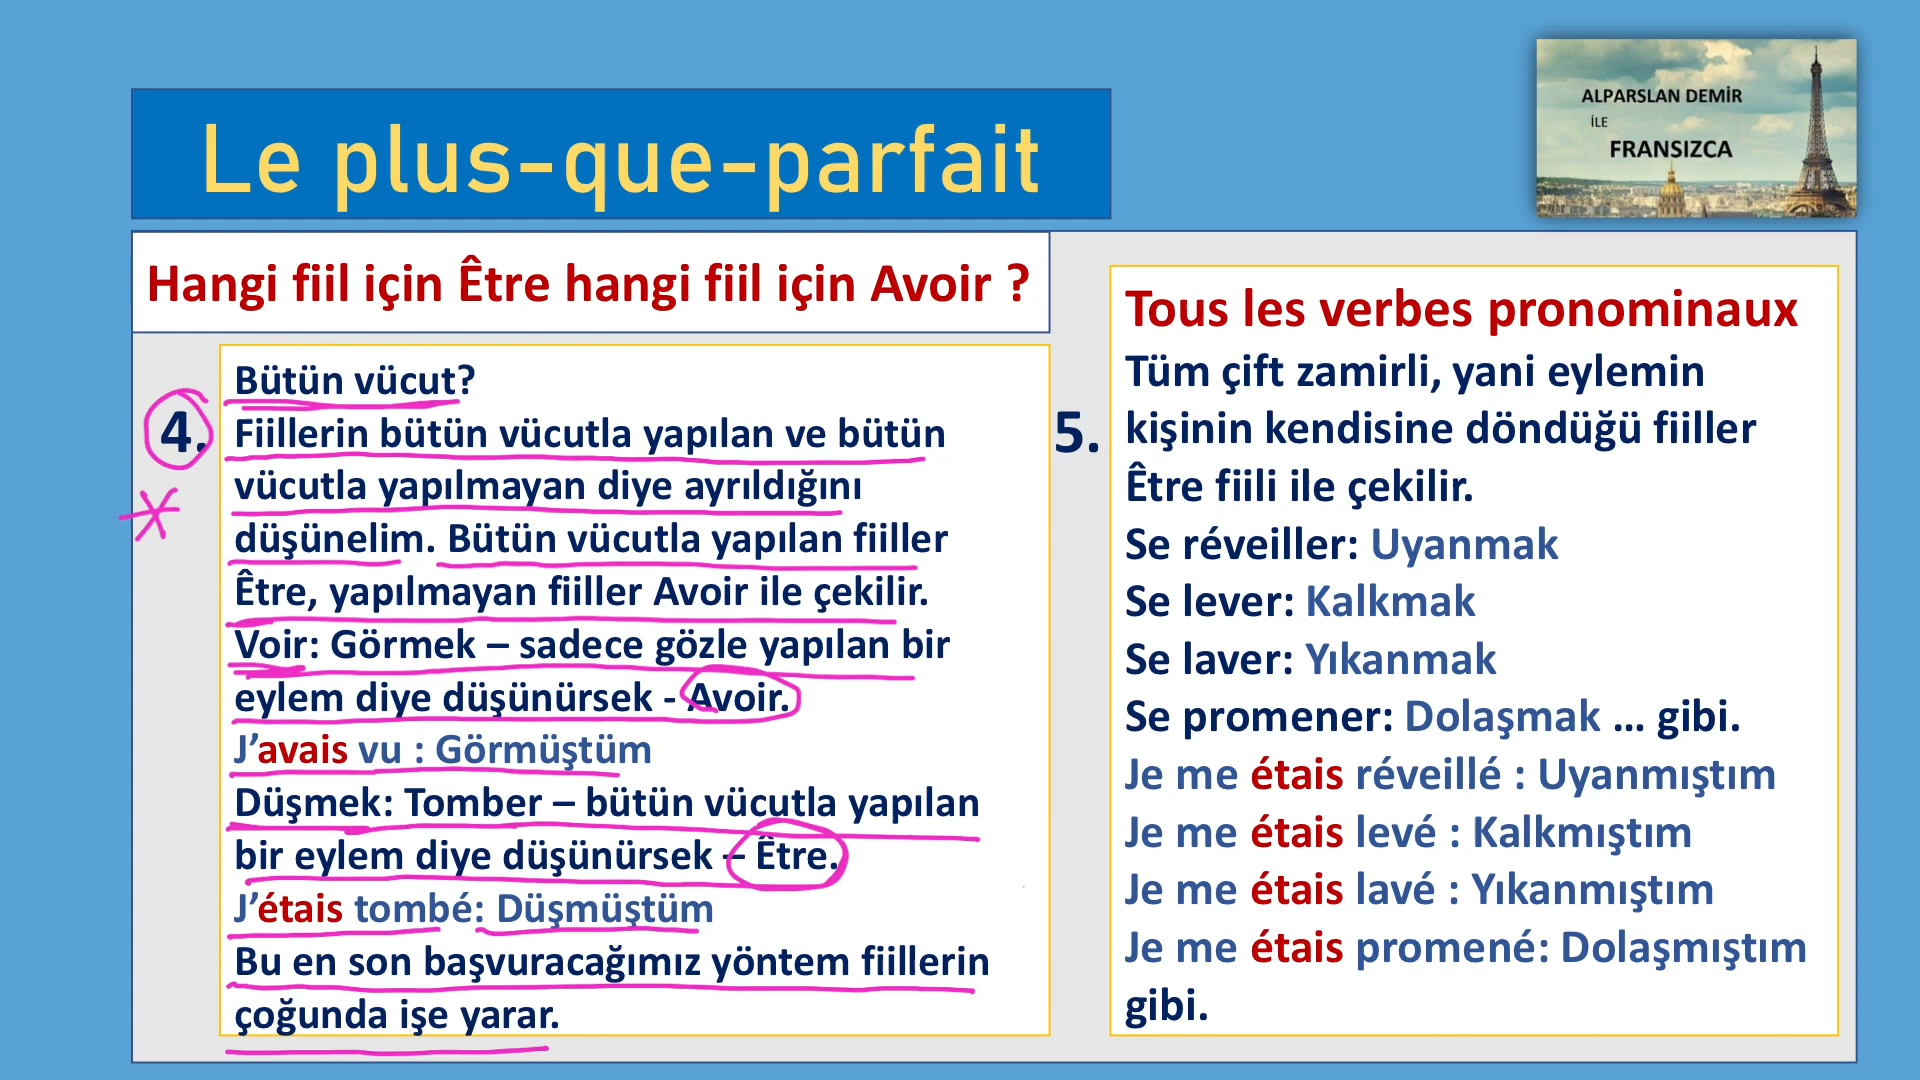 Le plus-que-parfait
ALPARSLAN DEMİR
İLE
FRANSIZCA
Hangi fiil için Être hangi fiil için Avoir ?
4.
Bütün vücut?
Fiillerin bütün vücutla yapılan ve bütün
vücutla yapılmayan diye ayrıldığını
düşünelim. Bütün vücutla yapılan fiiller
Être, yapılmayan fiiller Avoir ile çekilir.
Voir: Görmek – sadece gözle yapılan bir
eylem diye düşünürsek - Avoir.
J’avais vu : Görmüştüm
Düşmek: Tomber – bütün vücutla yapılan
bir eylem diye düşünürsek – Être.
J’étais tombé: Düşmüştüm
Bu en son başvuracağımız yöntem fiillerin
çoğunda işe yarar.
5.
Tous les verbes pronominaux
Tüm çift zamirli, yani eylemin
kişinin kendisine döndüğü fiiller
Être fiili ile çekilir.
Se réveiller: Uyanmak
Se lever: Kalkmak
Se laver: Yıkanmak
Se promener: Dolaşmak ... gibi.
Je me étais réveillé : Uyanmıştım
Je me étais levé : Kalkmıştım
Je me étais lavé : Yıkanmıştım
Je me étais promené: Dolaşmıştım
gibi.